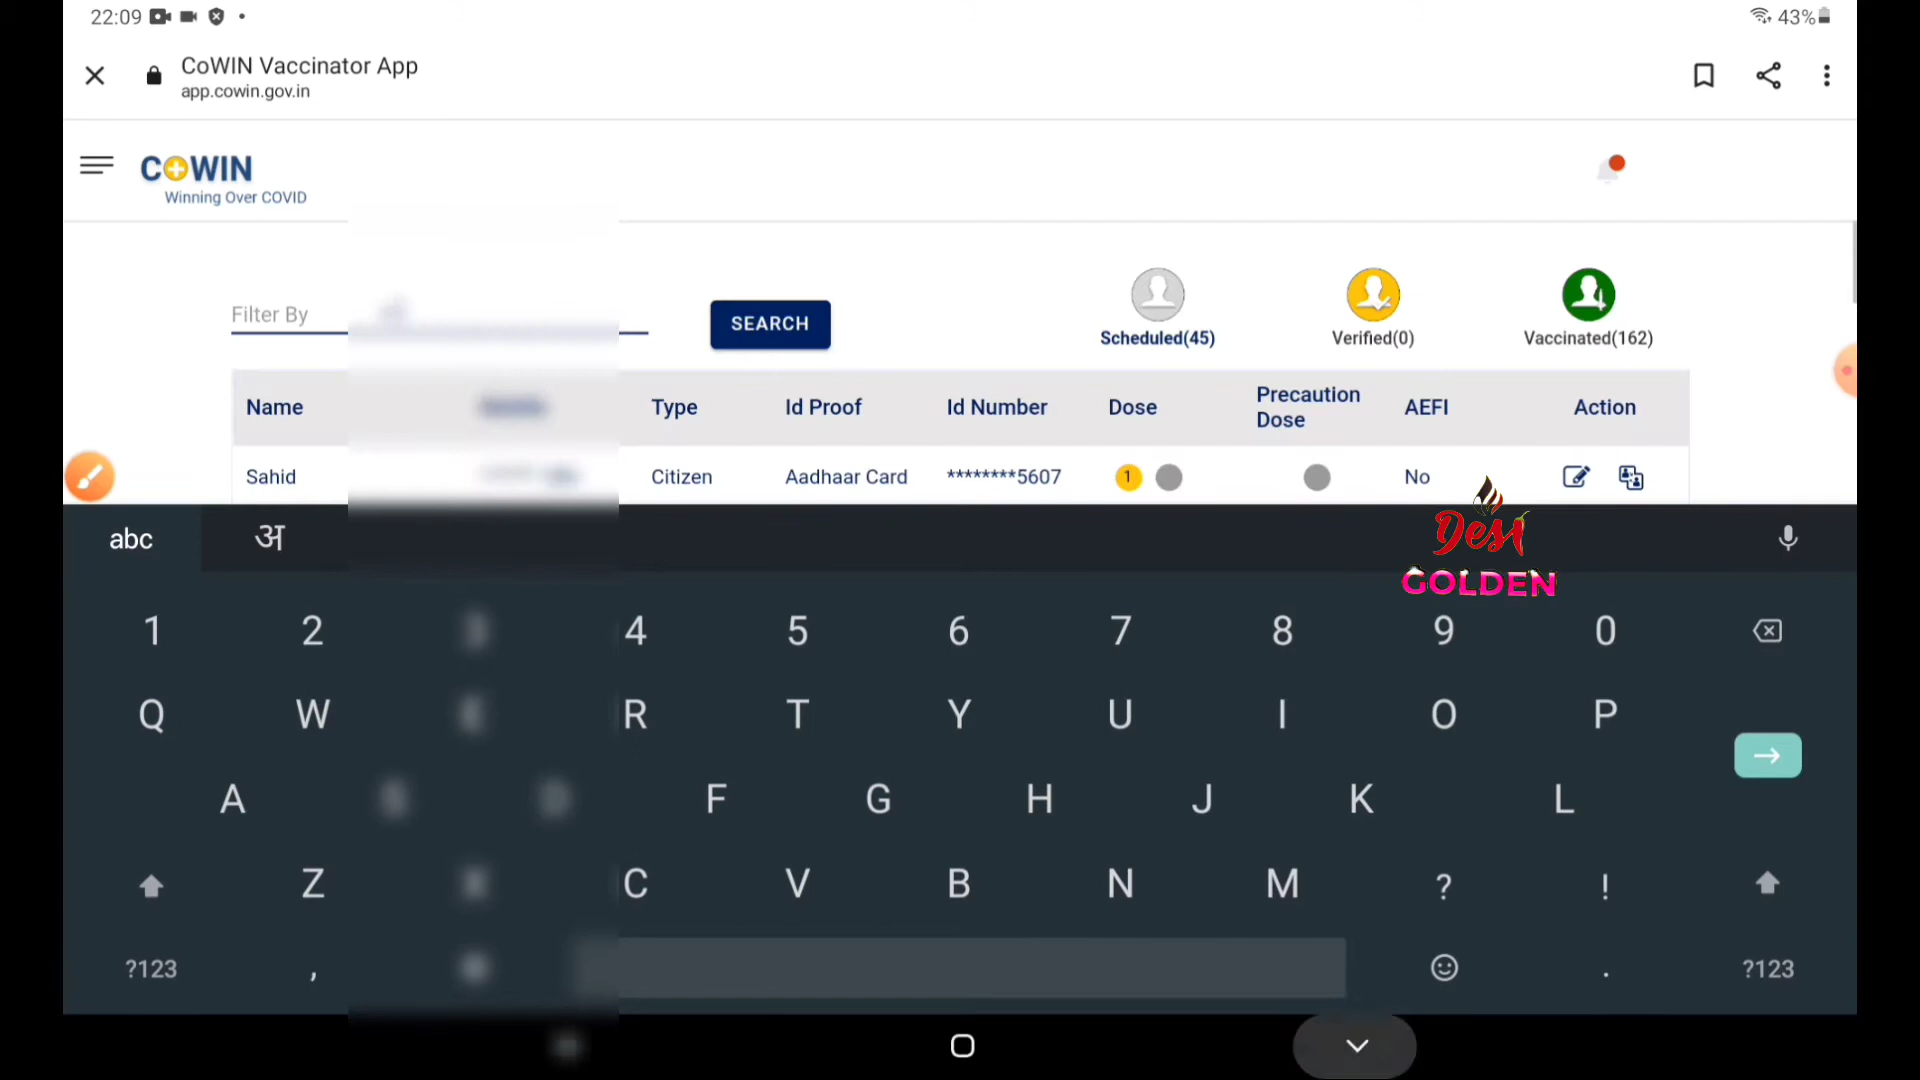 22:09
43%
CoWIN Vaccinator App
app.cowin.gov.in
COWIN
Winning Over COVID
Filter By
SEARCH
Scheduled(45)
Verified(0)
Vaccinated(162)
Name Type Id Proof Id Number Dose Precaution Dose AEFI Action
Sahid Citizen Aadhaar Card ********5607 1 No
Desi
GOLDEN
abc अ
1 2 4 5 6 7 8 9 0
Q W E R T Y U I O P
A S D F G H J K L
Z X C V B N M ? !
?123 , . ?123